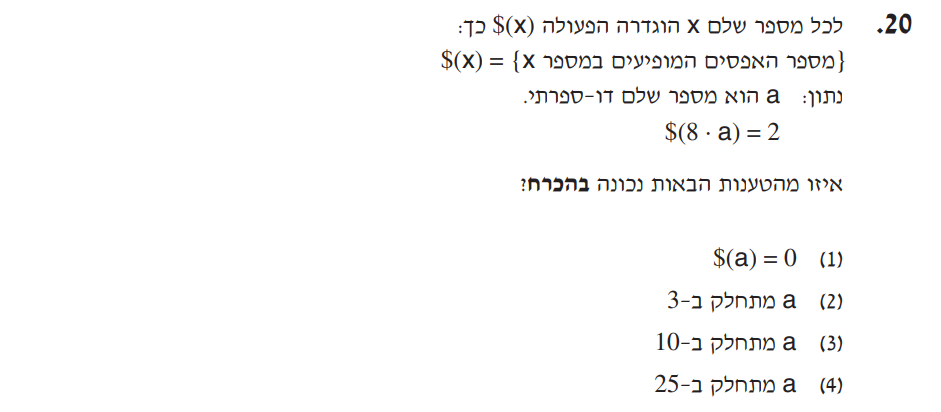 20. לכל מספר שלם x הוגדרה הפעולה $(x) כך:
{מספר האפסים המופיעים במספר x} = $(x)
נתון: a הוא מספר שלם דו-ספרתי.
$(8 · a) = 2
איזו מהטענות הבאות נכונה בהכרח?
(1) $(a) = 0
(2) a מתחלק ב-3
(3) a מתחלק ב-10
(4) a מתחלק ב-25